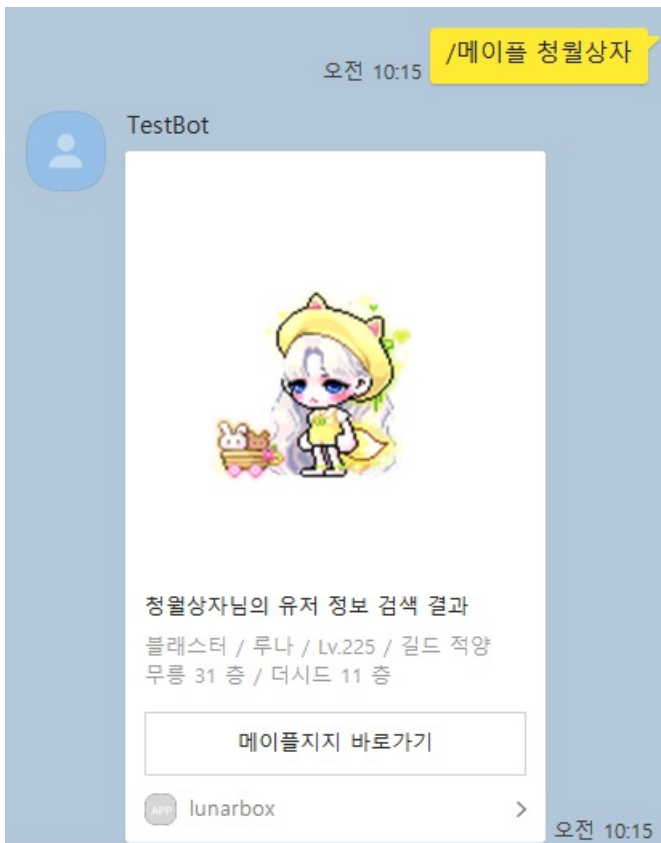 /메이플 청월상자
오전 10:15
TestBot
청월상자님의 유저 정보 검색 결과
블래스터 / 루나 / Lv.225 / 길드 적양
무릉 31 층 / 더시드 11 층
메이플지지 바로가기
APP lunarbox
오전 10:15